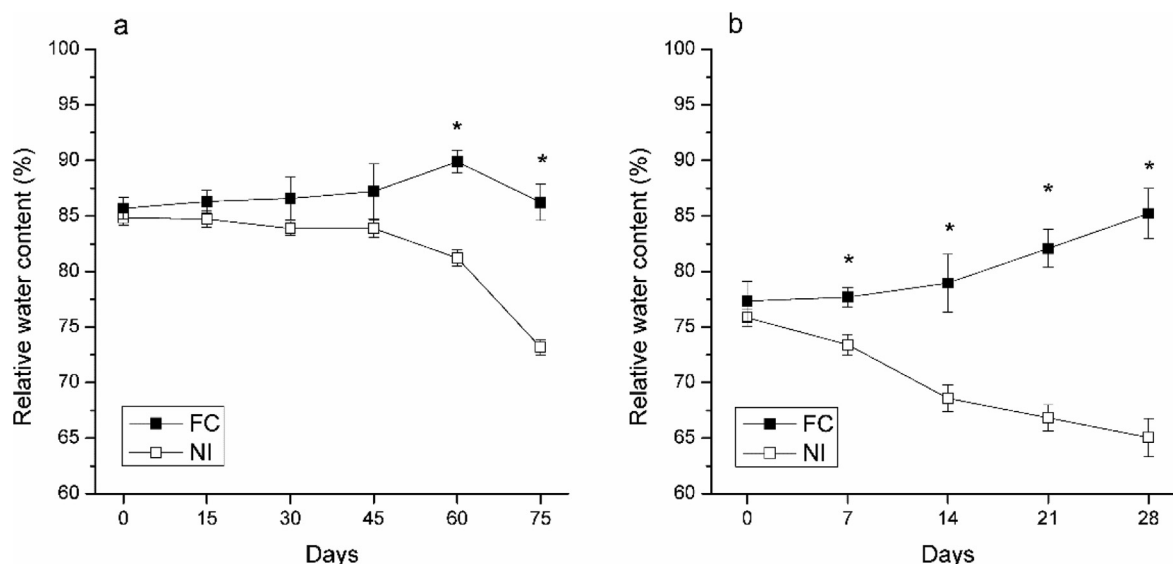 a
Relative water content (%)
100
95
90
85
80
75
70
65
60
* *
FC
NI
0 15 30 45 60 75
Days
b
Relative water content (%)
100
95
90
85
80
75
70
65
60
* * * *
FC
NI
0 7 14 21 28
Days